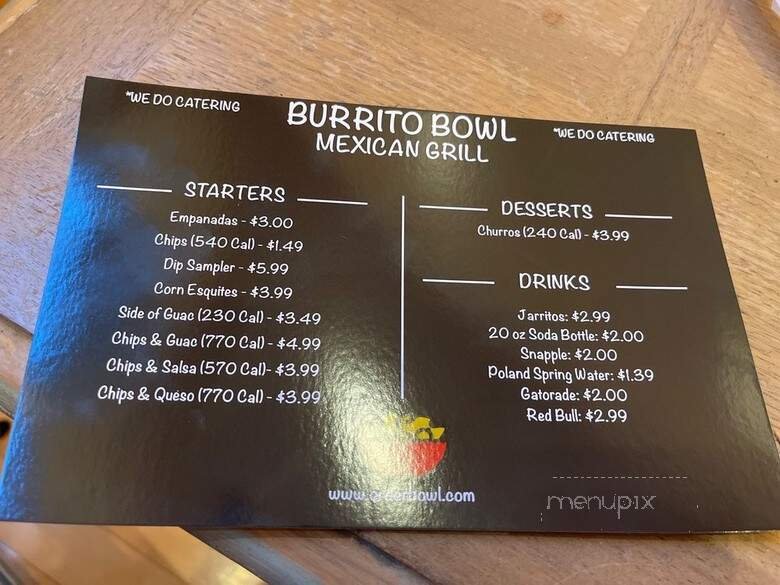 *WE DO CATERING
BURRITO BOWL
MEXICAN GRILL
*WE DO CATERING
STARTERS
Empanadas - $3.00
Chips (540 Cal) - $1.49
Dip Sampler - $5.99
Corn Esquites - $3.99
Side of Guac (230 Cal) - $3.49
Chips & Guac (770 Cal) - $4.99
Chips & Salsa (570 Cal) - $3.99
Chips & Queso (770 Cal) - $3.99
DESSERTS
Churros (240 Cal) - $3.99
DRINKS
Jarritos: $2.99
20 oz Soda Bottle: $2.00
Snapple: $2.00
Poland Spring Water: $1.39
Gatorade: $2.00
Red Bull: $2.99
www.orderbowl.com
menupix